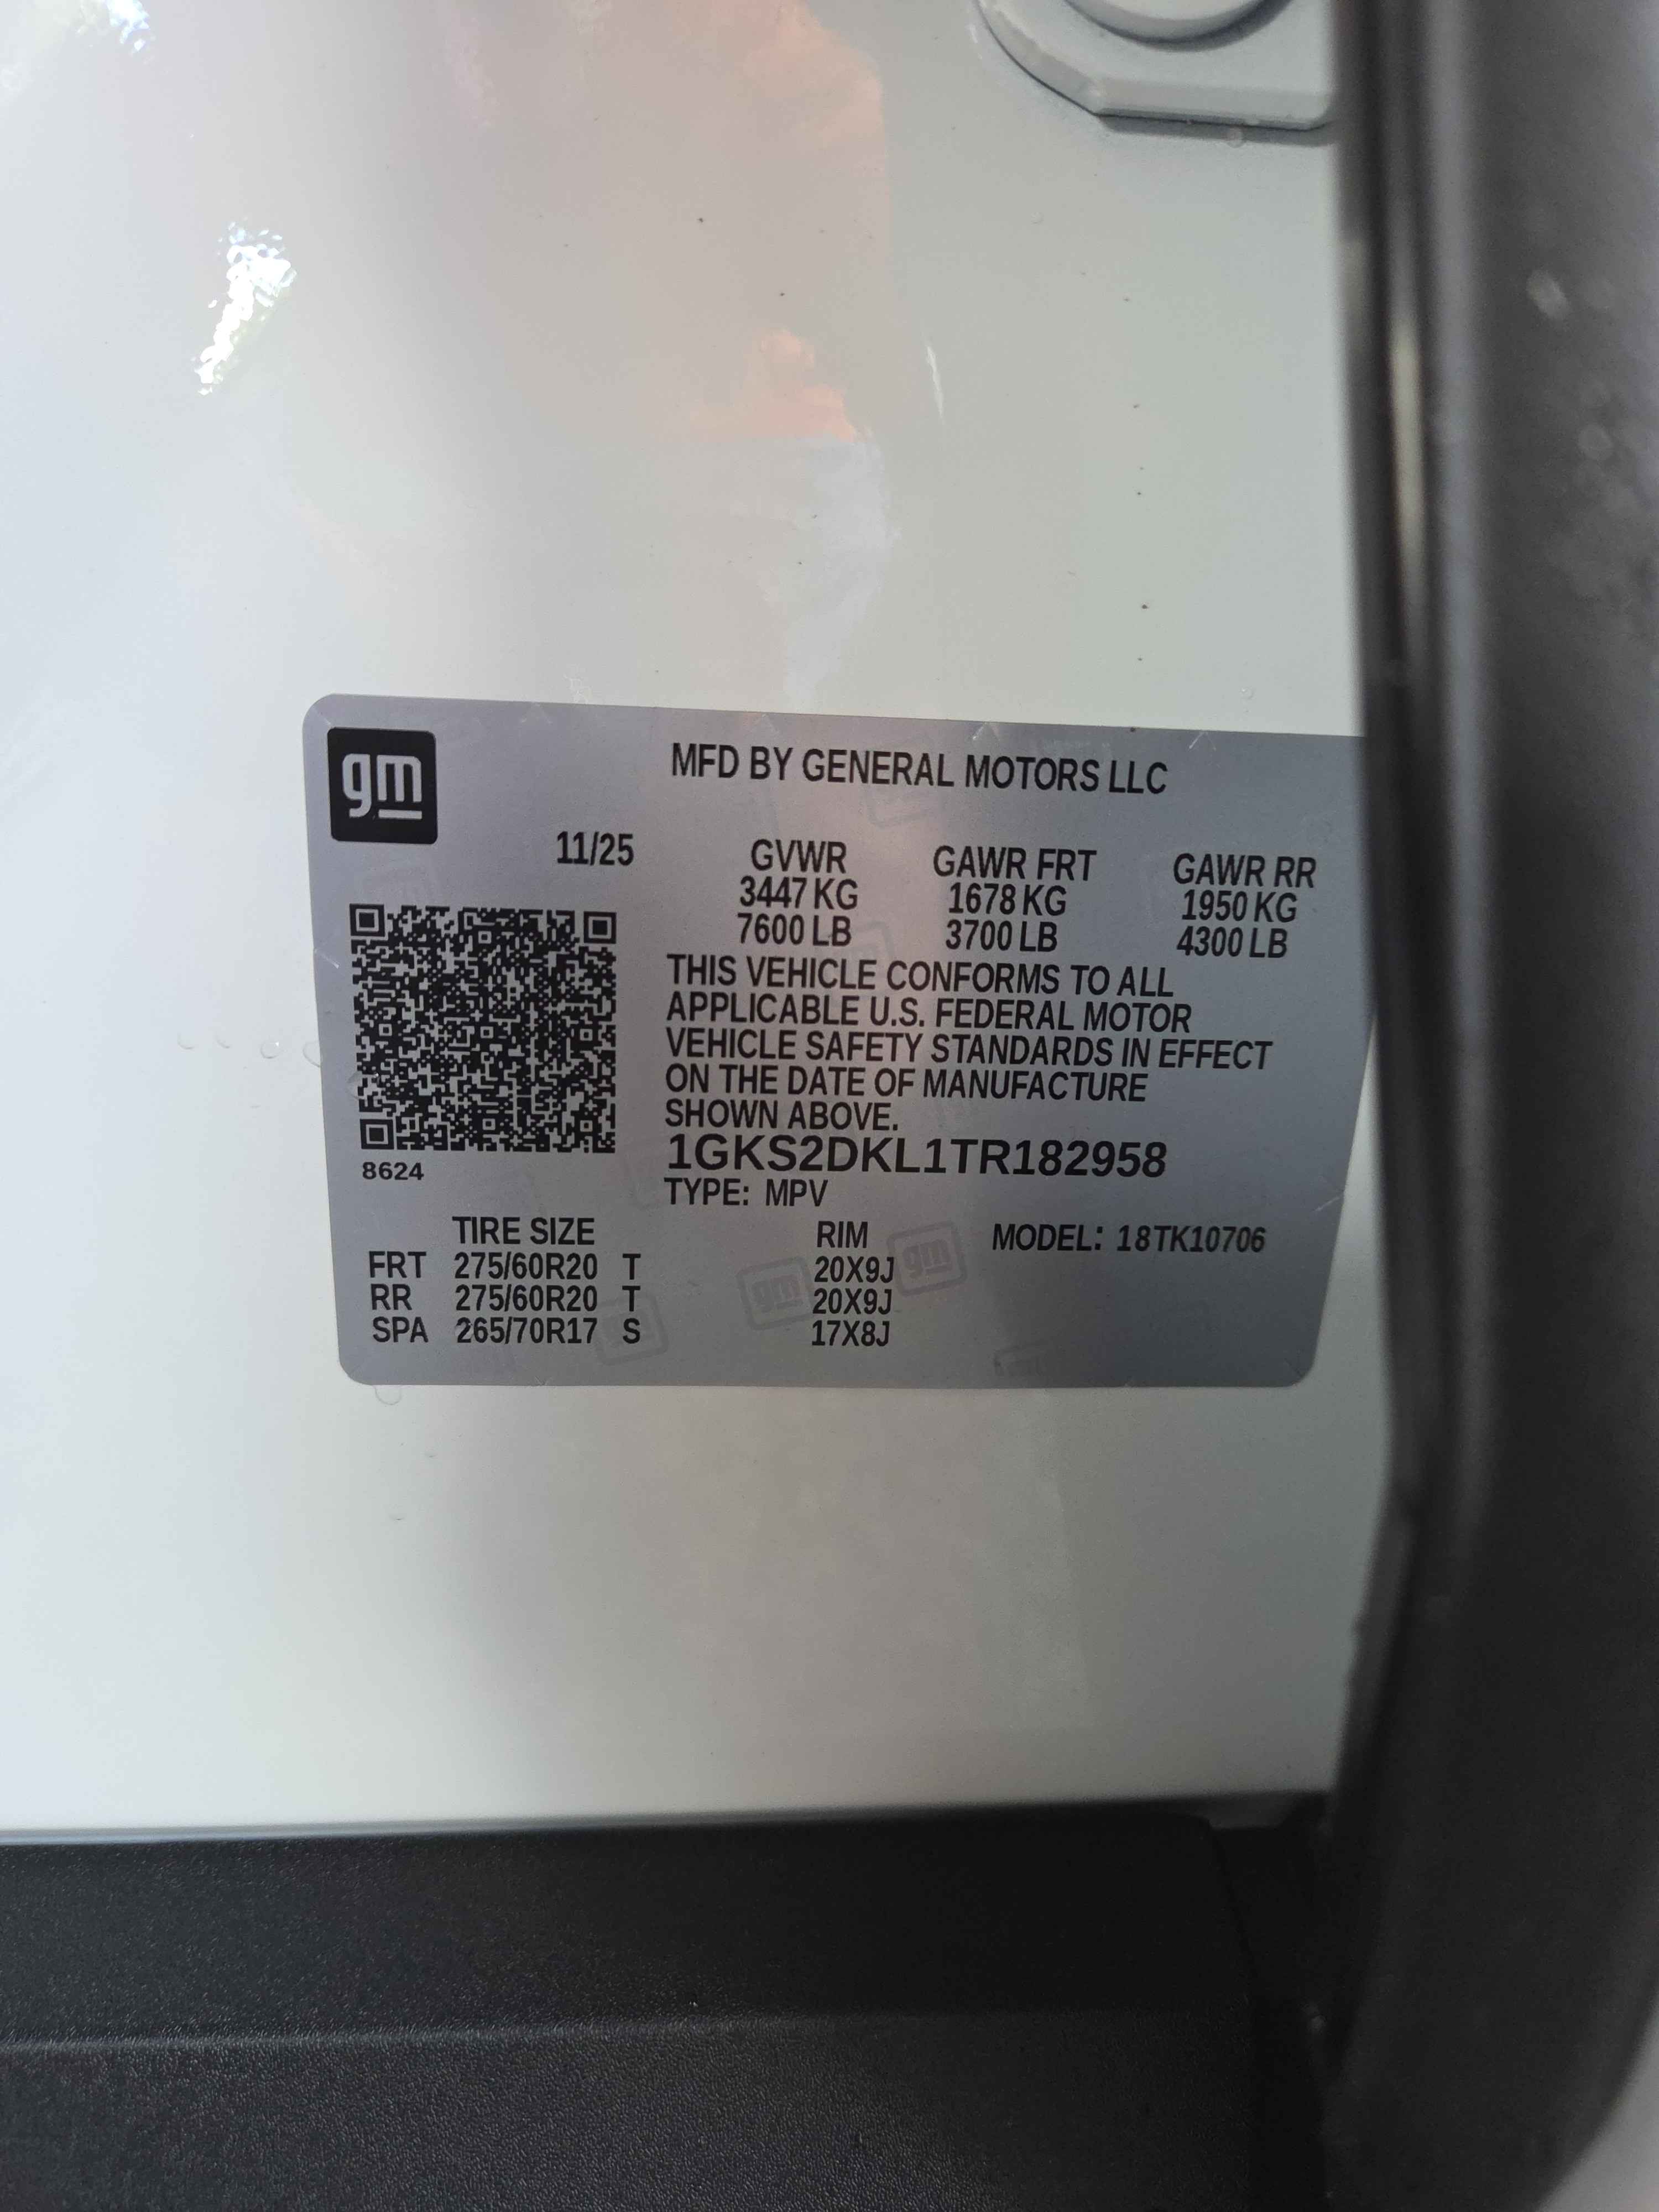 gm
MFD BY GENERAL MOTORS LLC
11/25 GVWR GAWR FRT GAWR RR
3447 KG 1678 KG 1950 KG
7600 LB 3700 LB 4300 LB
THIS VEHICLE CONFORMS TO ALL
APPLICABLE U.S. FEDERAL MOTOR
VEHICLE SAFETY STANDARDS IN EFFECT
ON THE DATE OF MANUFACTURE
SHOWN ABOVE.
1GKS2DKL1TR182958
8624
TYPE: MPV
TIRE SIZE RIM MODEL: 18TK10706
FRT 275/60R20 T 20X9J
RR 275/60R20 T 20X9J
SPA 265/70R17 S 17X8J
gm gm